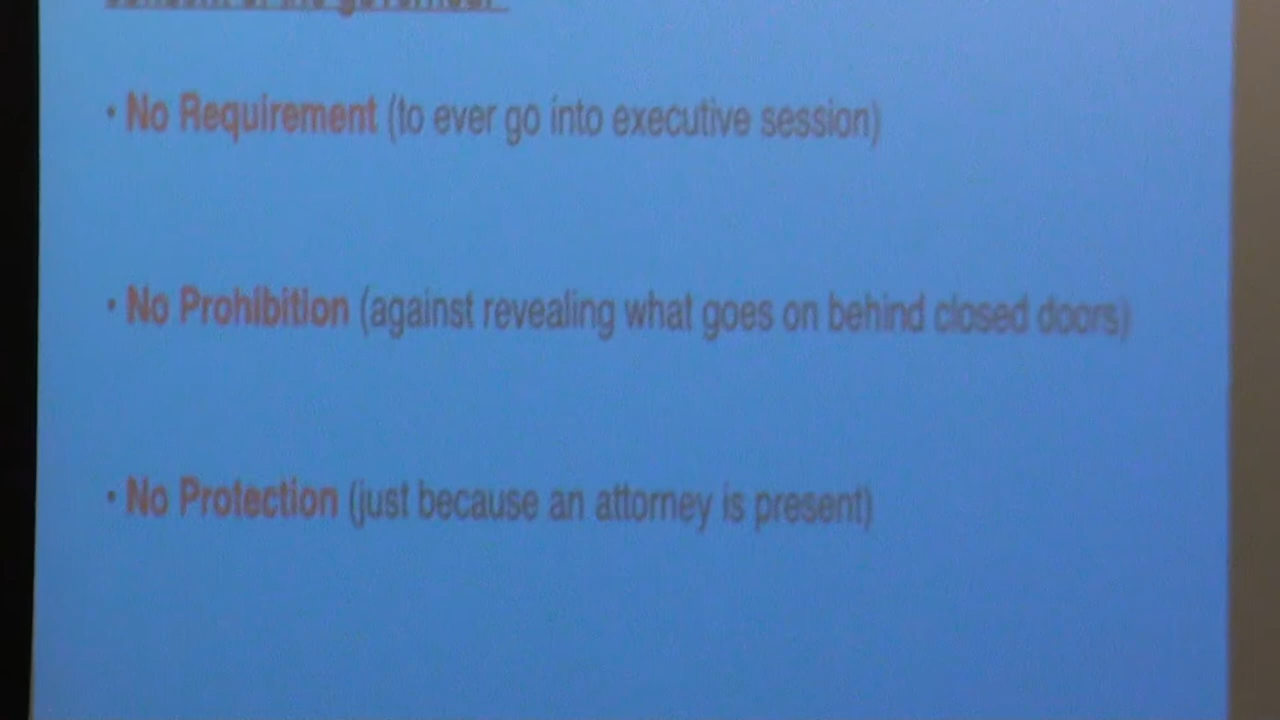 • No Requirement (to ever go into executive session)
• No Prohibition (against revealing what goes on behind closed doors)
• No Protection (just because an attorney is present)